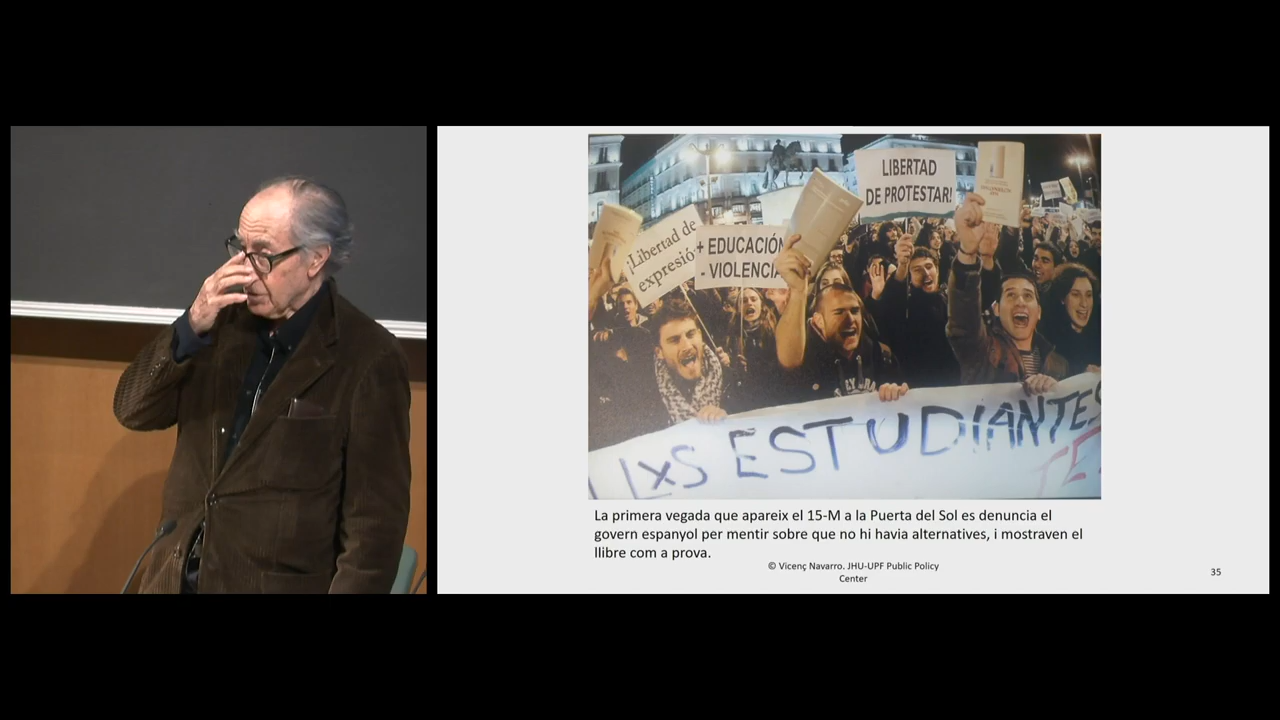 LIBERTAD
DE PROTESTAR!
¡Libertad de
expresió
+ EDUCACIÓN
- VIOLENCIA
LXS ESTUDIANTES
TE
La primera vegada que apareix el 15-M a la Puerta del Sol es denuncia el
govern espanyol per mentir sobre que no hi havia alternatives, i mostraven el
llibre com a prova.
© Vicenç Navarro. JHU-UPF Public Policy
Center
35